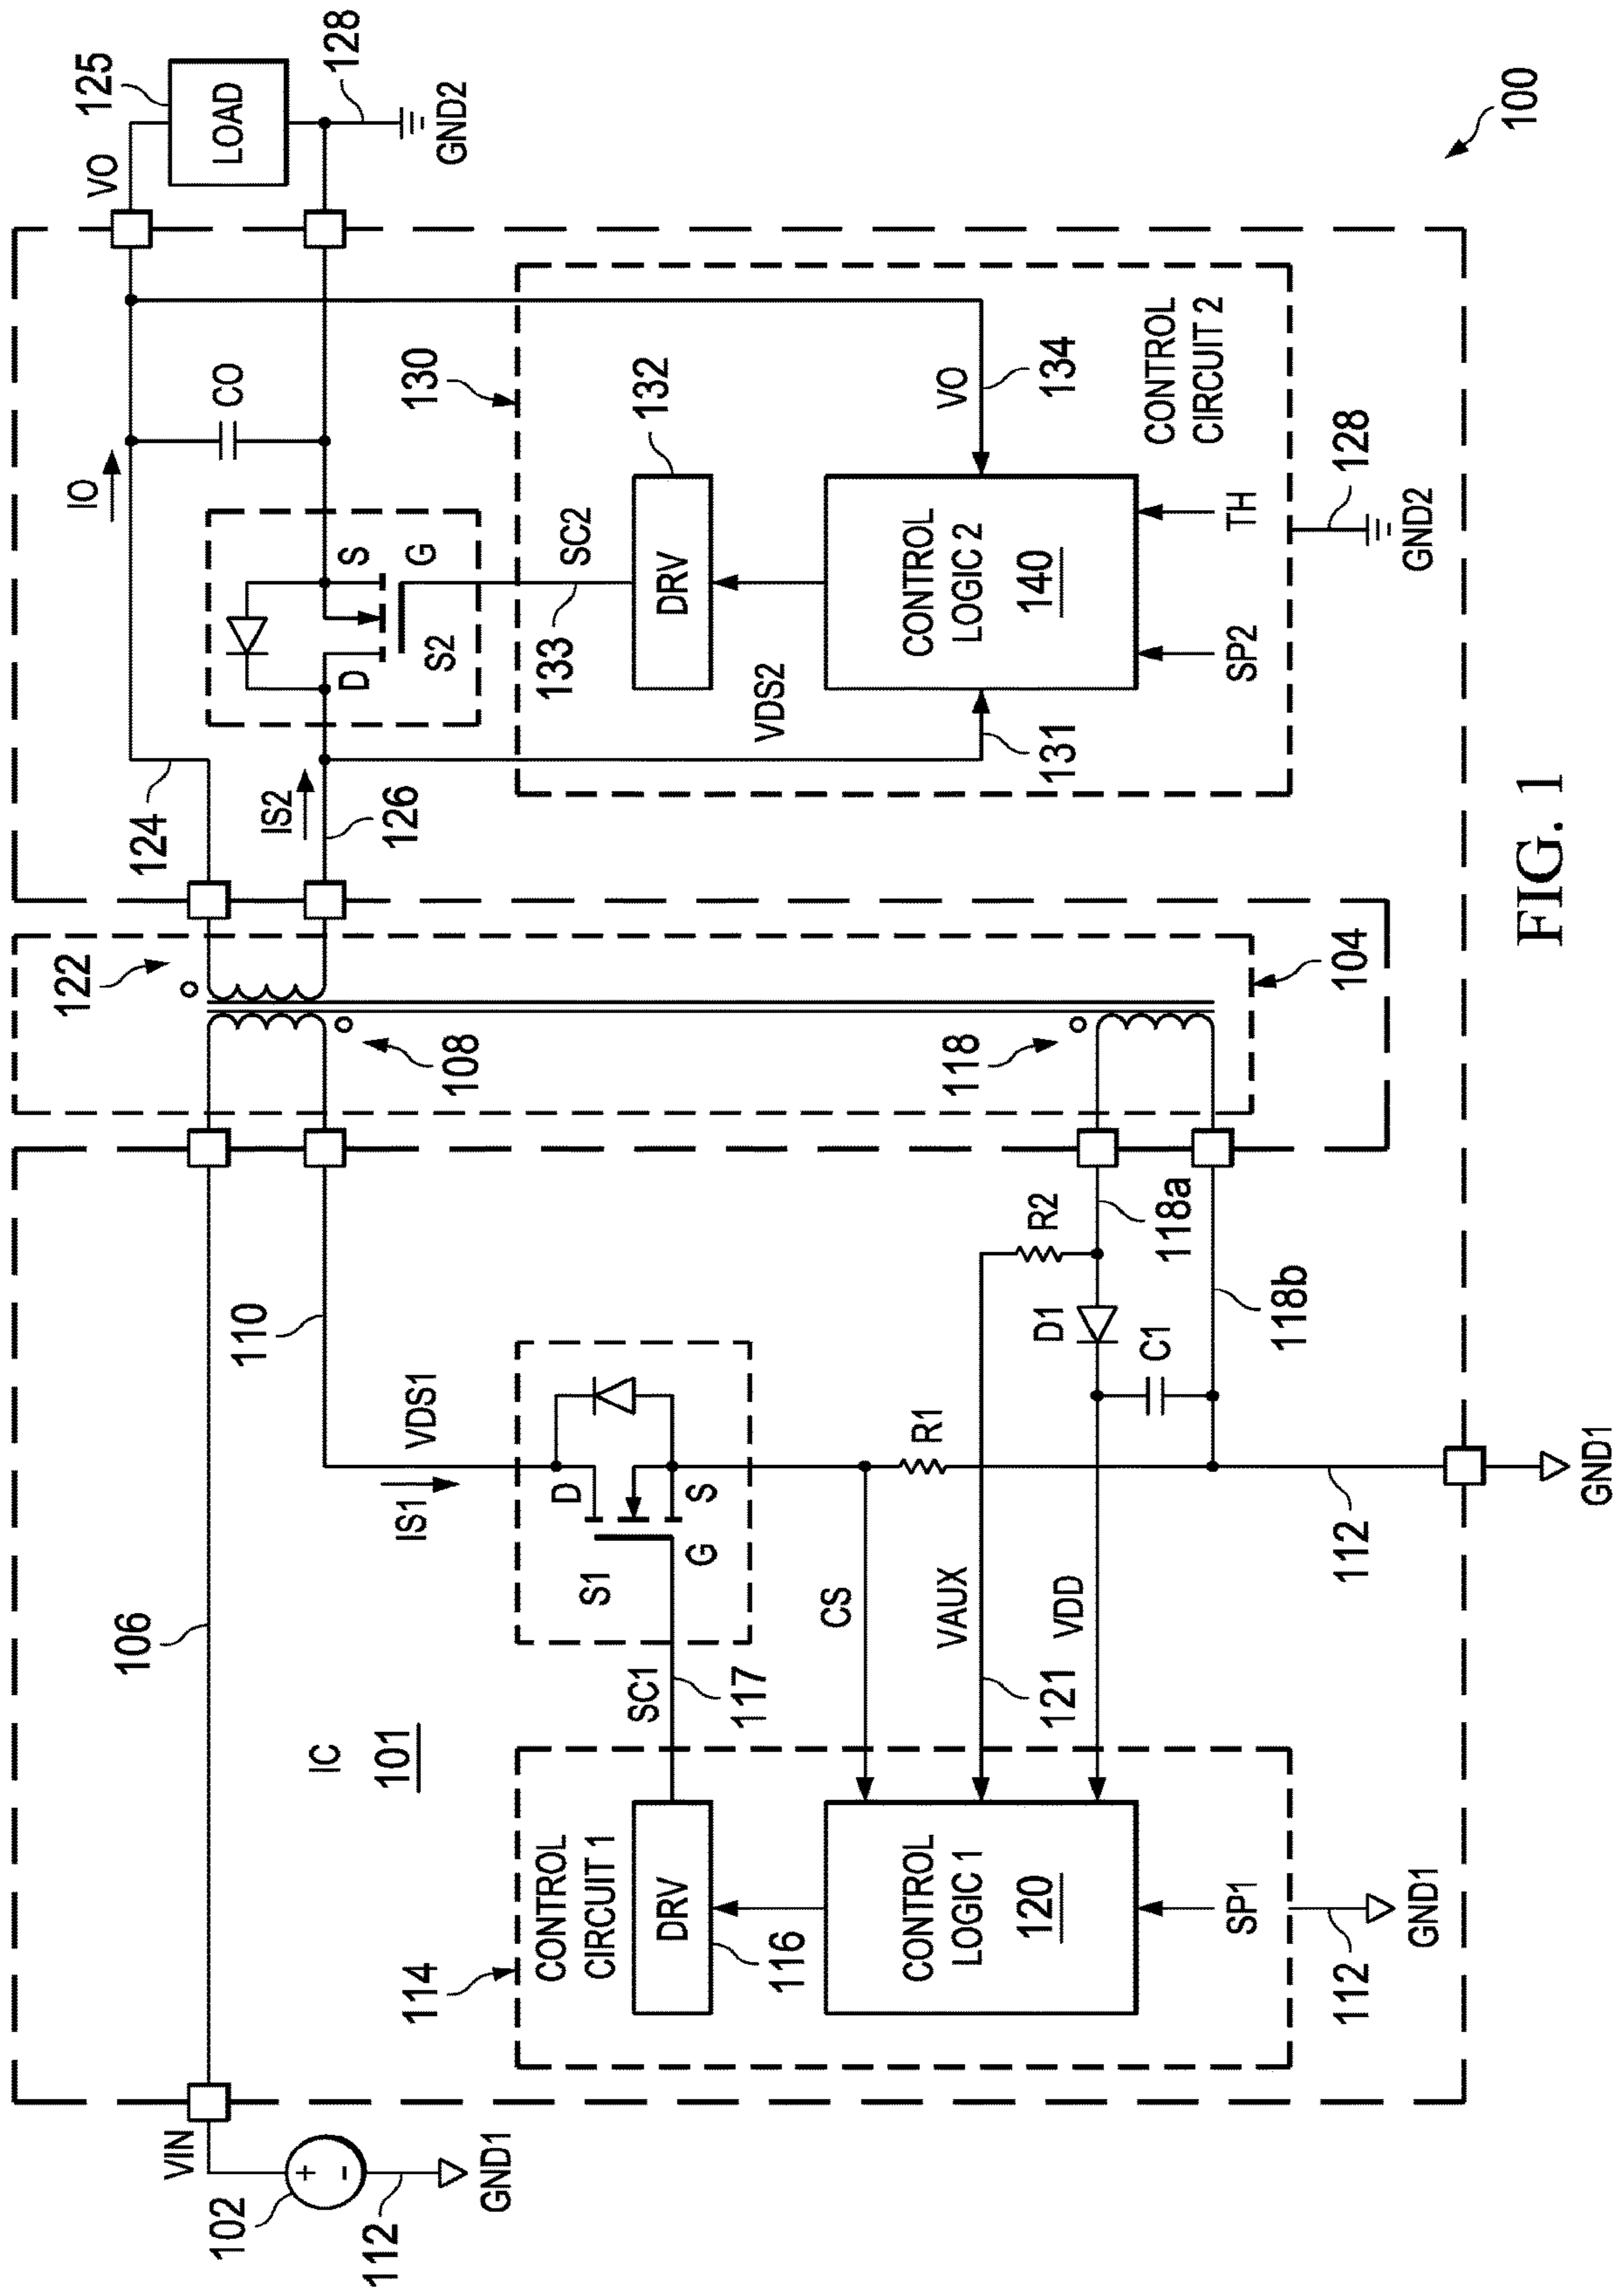 VIN
102
+
-
112
GND1
106
IC
101
114
CONTROL
CIRCUIT 1
DRV
116
CONTROL
LOGIC 1
120
SP1
112
GND1
SC1
117
S1
D
S
G
IS1
VDS1
110
CS
VAUX
121
VDD
R1
R2
D1
C1
118a
118b
112
GND1
108
118
104
122
124
IS2
126
IO
CO
D
S
G
S2
SC2
133
VDS2
131
130
DRV
132
CONTROL
LOGIC 2
140
VO
134
SP2
TH
CONTROL
CIRCUIT 2
128
GND2
VO
125
LOAD
128
GND2
100
FIG. 1